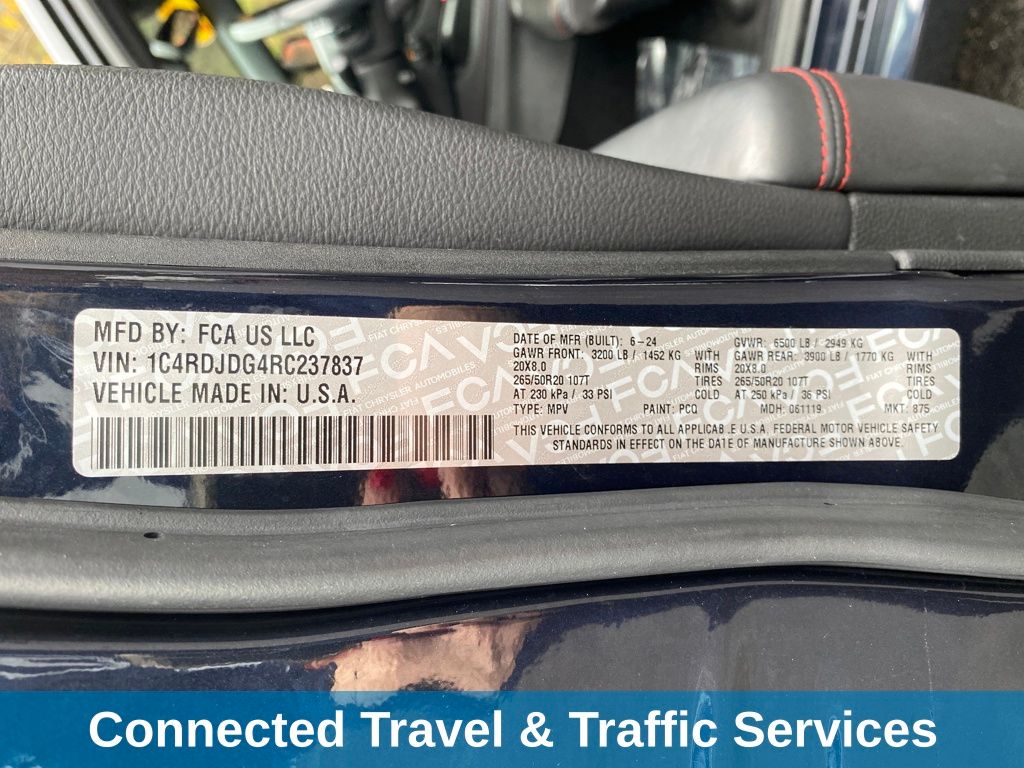 MFD BY: FCA US LLC
VIN: 1C4RDJDG4RC237837
VEHICLE MADE IN: U.S.A.
DATE OF MFR (BUILT): 6-24 GVWR: 6500 LB / 2949 KG
GAWR FRONT: 3200 LB / 1452 KG WITH GAWR REAR: 3900 LB / 1770 KG WITH
20X8.0 RIMS 20X8.0 RIMS
265/50R20 107T TIRES 265/50R20 107T TIRES
AT 230 kPa / 33 PSI COLD AT 250 kPa / 36 PSI COLD
TYPE: MPV PAINT: PCQ MDH: 061119 MKT: 875
THIS VEHICLE CONFORMS TO ALL APPLICABLE U.S.A. FEDERAL MOTOR VEHICLE SAFETY
STANDARDS IN EFFECT ON THE DATE OF MANUFACTURE SHOWN ABOVE.
Connected Travel & Traffic Services